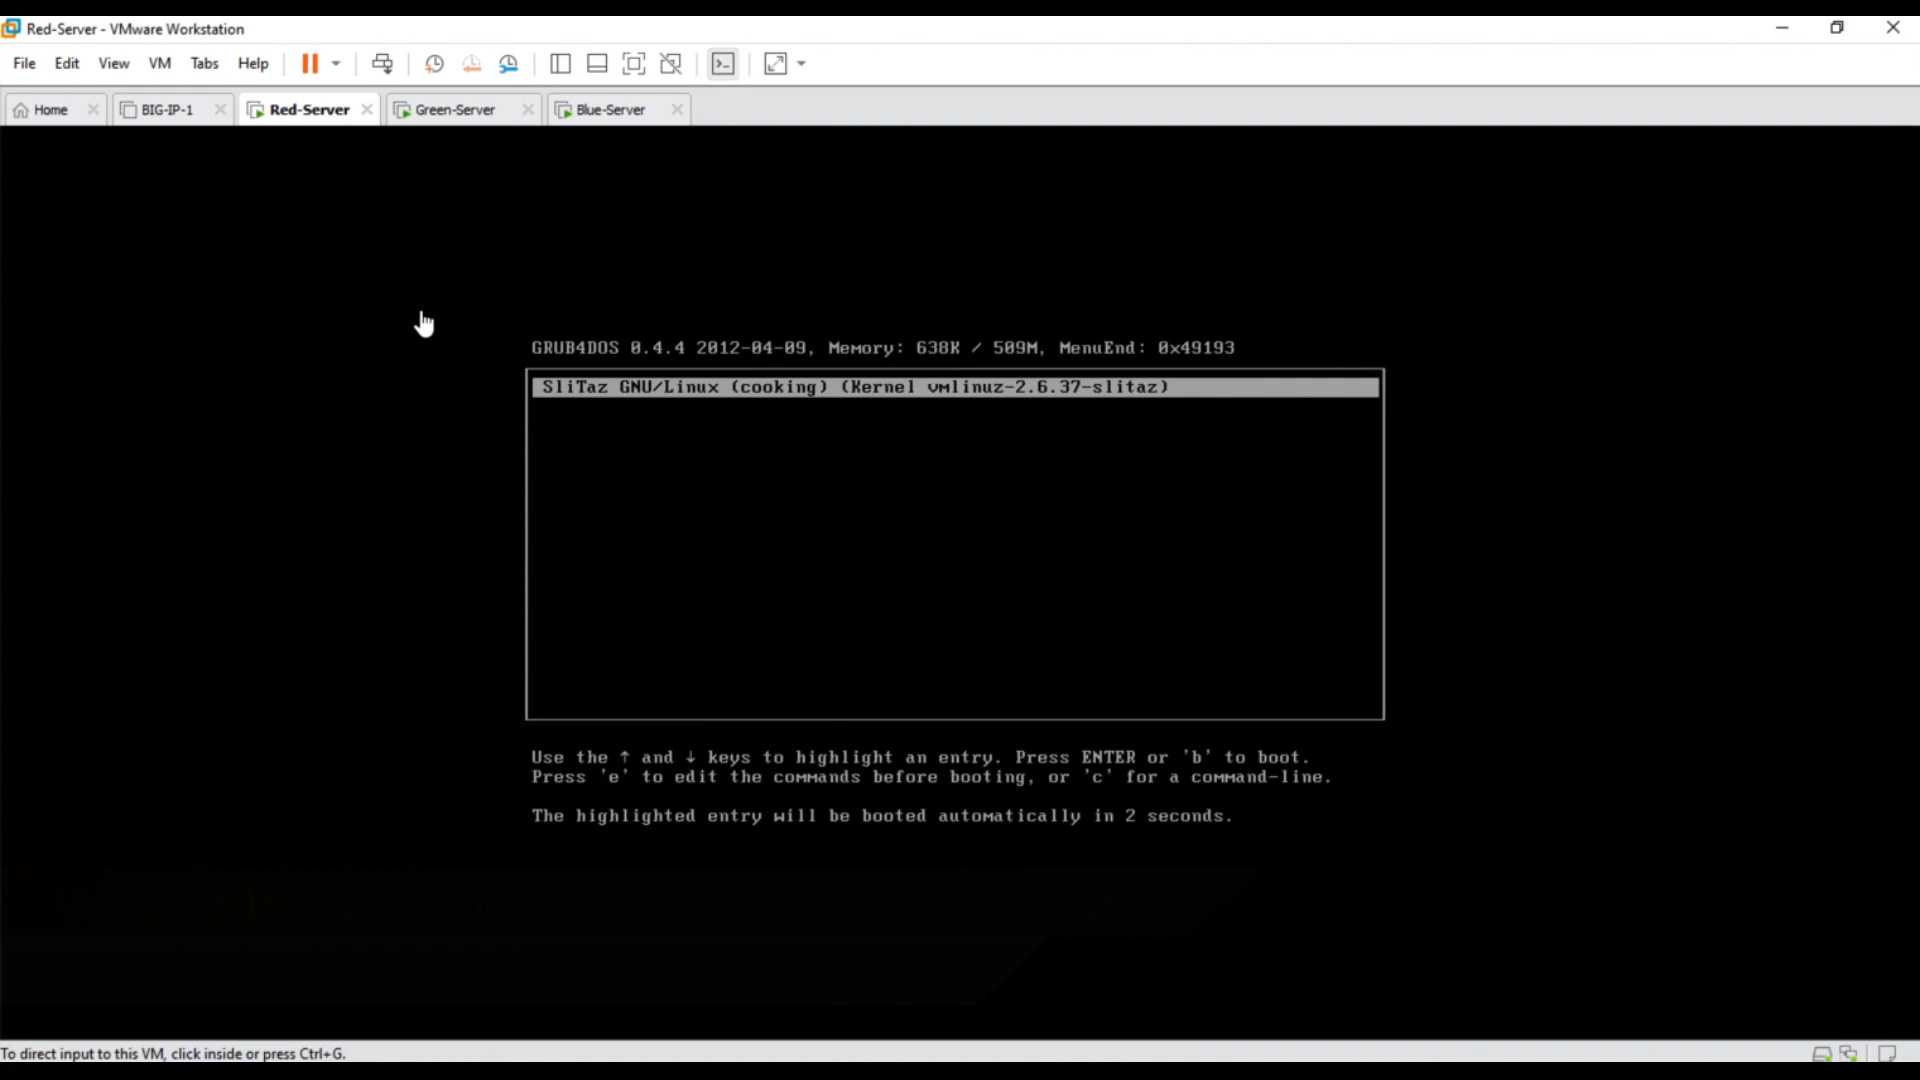 Red-Server - VMware Workstation
File Edit View VM Tabs Help
Home BIG-IP-1 Red-Server Green-Server Blue-Server
GRUB4DOS 0.4.4 2012-04-09, Memory: 638K / 509M, MenuEnd: 0x49193
SliTaz GNU/Linux (cooking) (Kernel vmlinuz-2.6.37-slitaz)
Use the ↑ and ↓ keys to highlight an entry. Press ENTER or 'b' to boot.
Press 'e' to edit the commands before booting, or 'c' for a command-line.
The highlighted entry will be booted automatically in 2 seconds.
To direct input to this VM, click inside or press Ctrl+G.